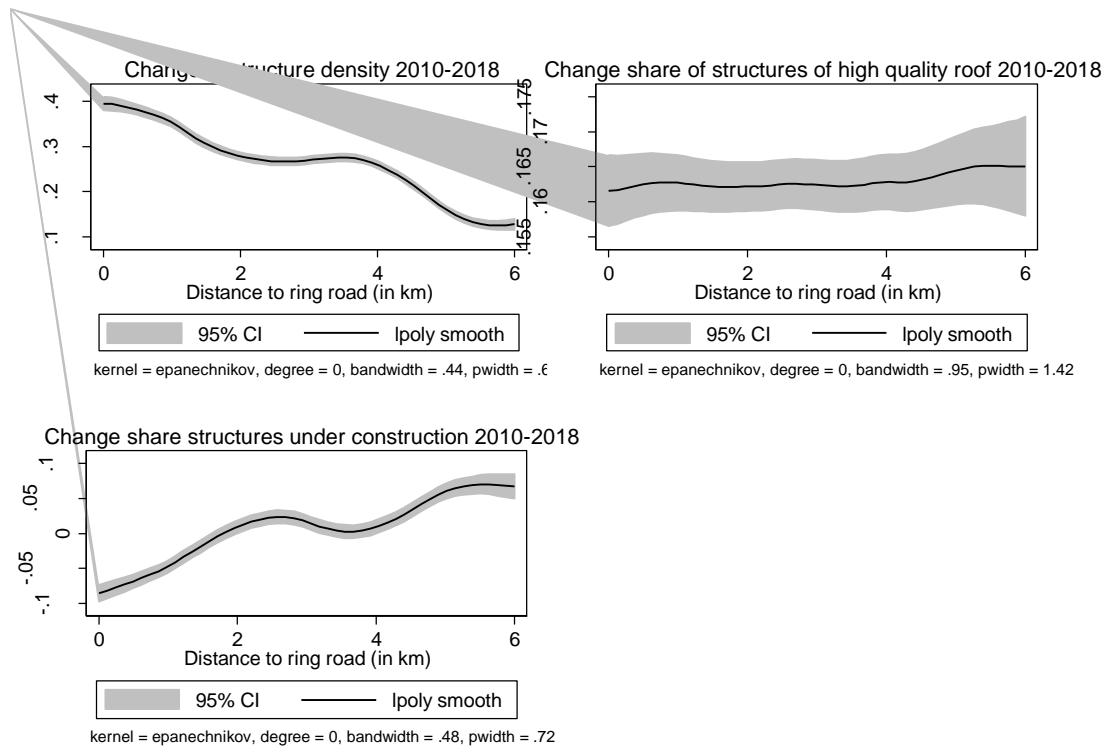 Change structure density 2010-2018
.4
.3
.2
.1
0 2 4 6
Distance to ring road (in km)
95% CI lpoly smooth
kernel = epanechnikov, degree = 0, bandwidth = .44, pwidth = .6
Change share of structures of high quality roof 2010-2018
.175
.17
.165
.16
.155
0 2 4 6
Distance to ring road (in km)
95% CI lpoly smooth
kernel = epanechnikov, degree = 0, bandwidth = .95, pwidth = 1.42
Change share structures under construction 2010-2018
.1
.05
0
-.05
-.1
0 2 4 6
Distance to ring road (in km)
95% CI lpoly smooth
kernel = epanechnikov, degree = 0, bandwidth = .48, pwidth = .72